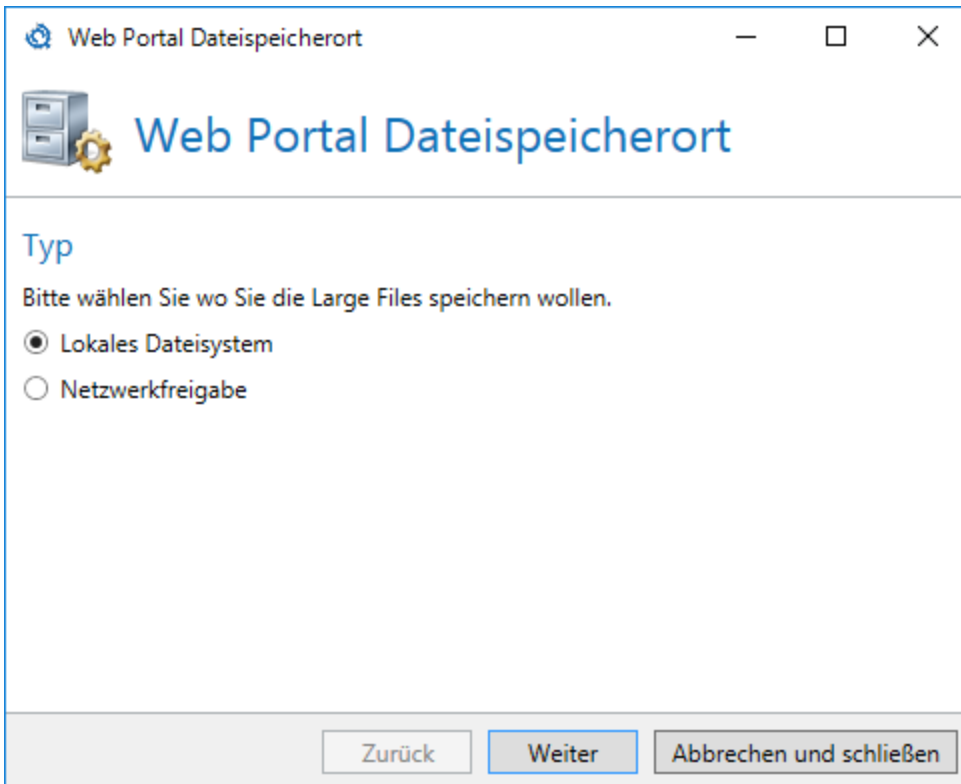 Web Portal Dateispeicherort
Web Portal Dateispeicherort
Typ
Bitte wählen Sie wo Sie die Large Files speichern wollen.
Lokales Dateisystem
Netzwerkfreigabe
Zurück Weiter Abbrechen und schließen